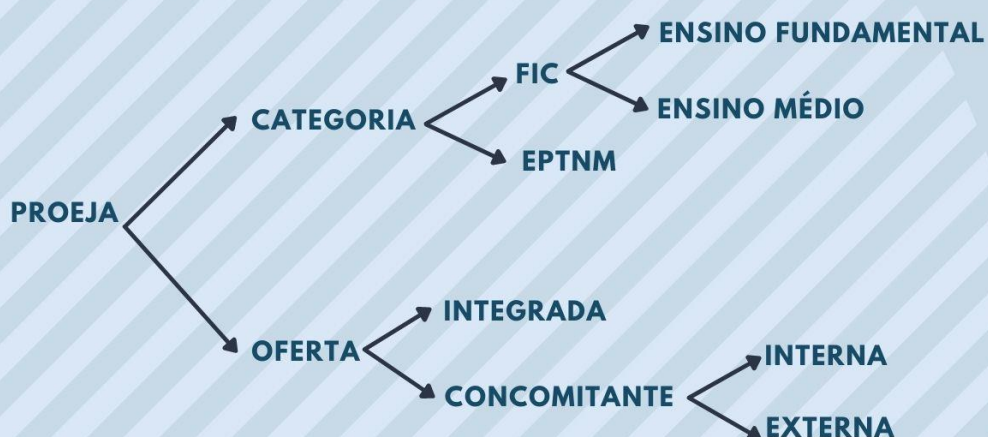 ENSINO FUNDAMENTAL
FIC
ENSINO MÉDIO
CATEGORIA
EPTNM
PROEJA
INTEGRADA
OFERTA
INTERNA
CONCOMITANTE
EXTERNA